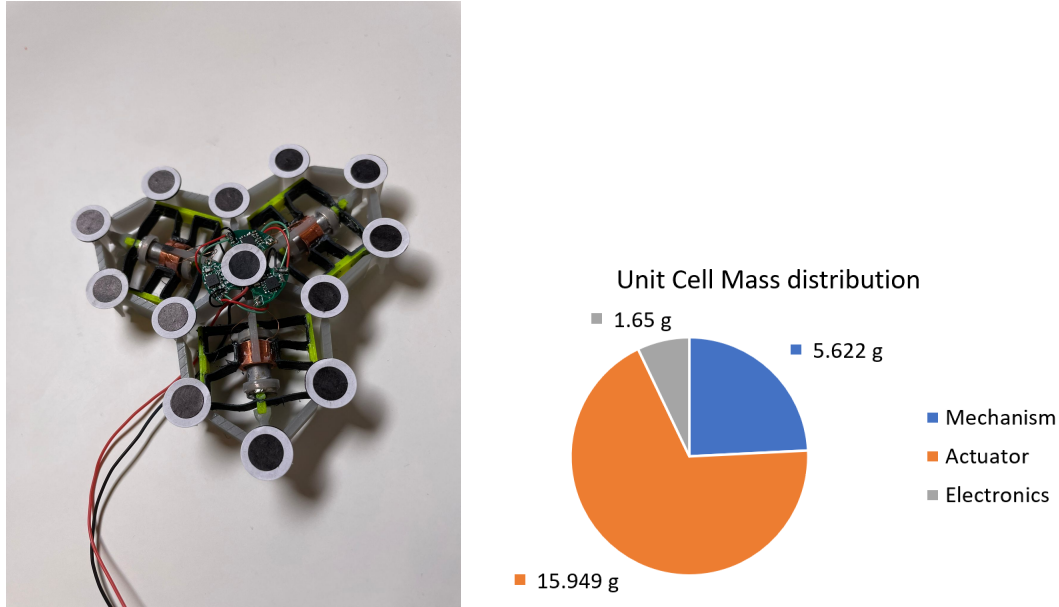 Unit Cell Mass distribution
1.65 g
5.622 g
Mechanism
Actuator
Electronics
15.949 g